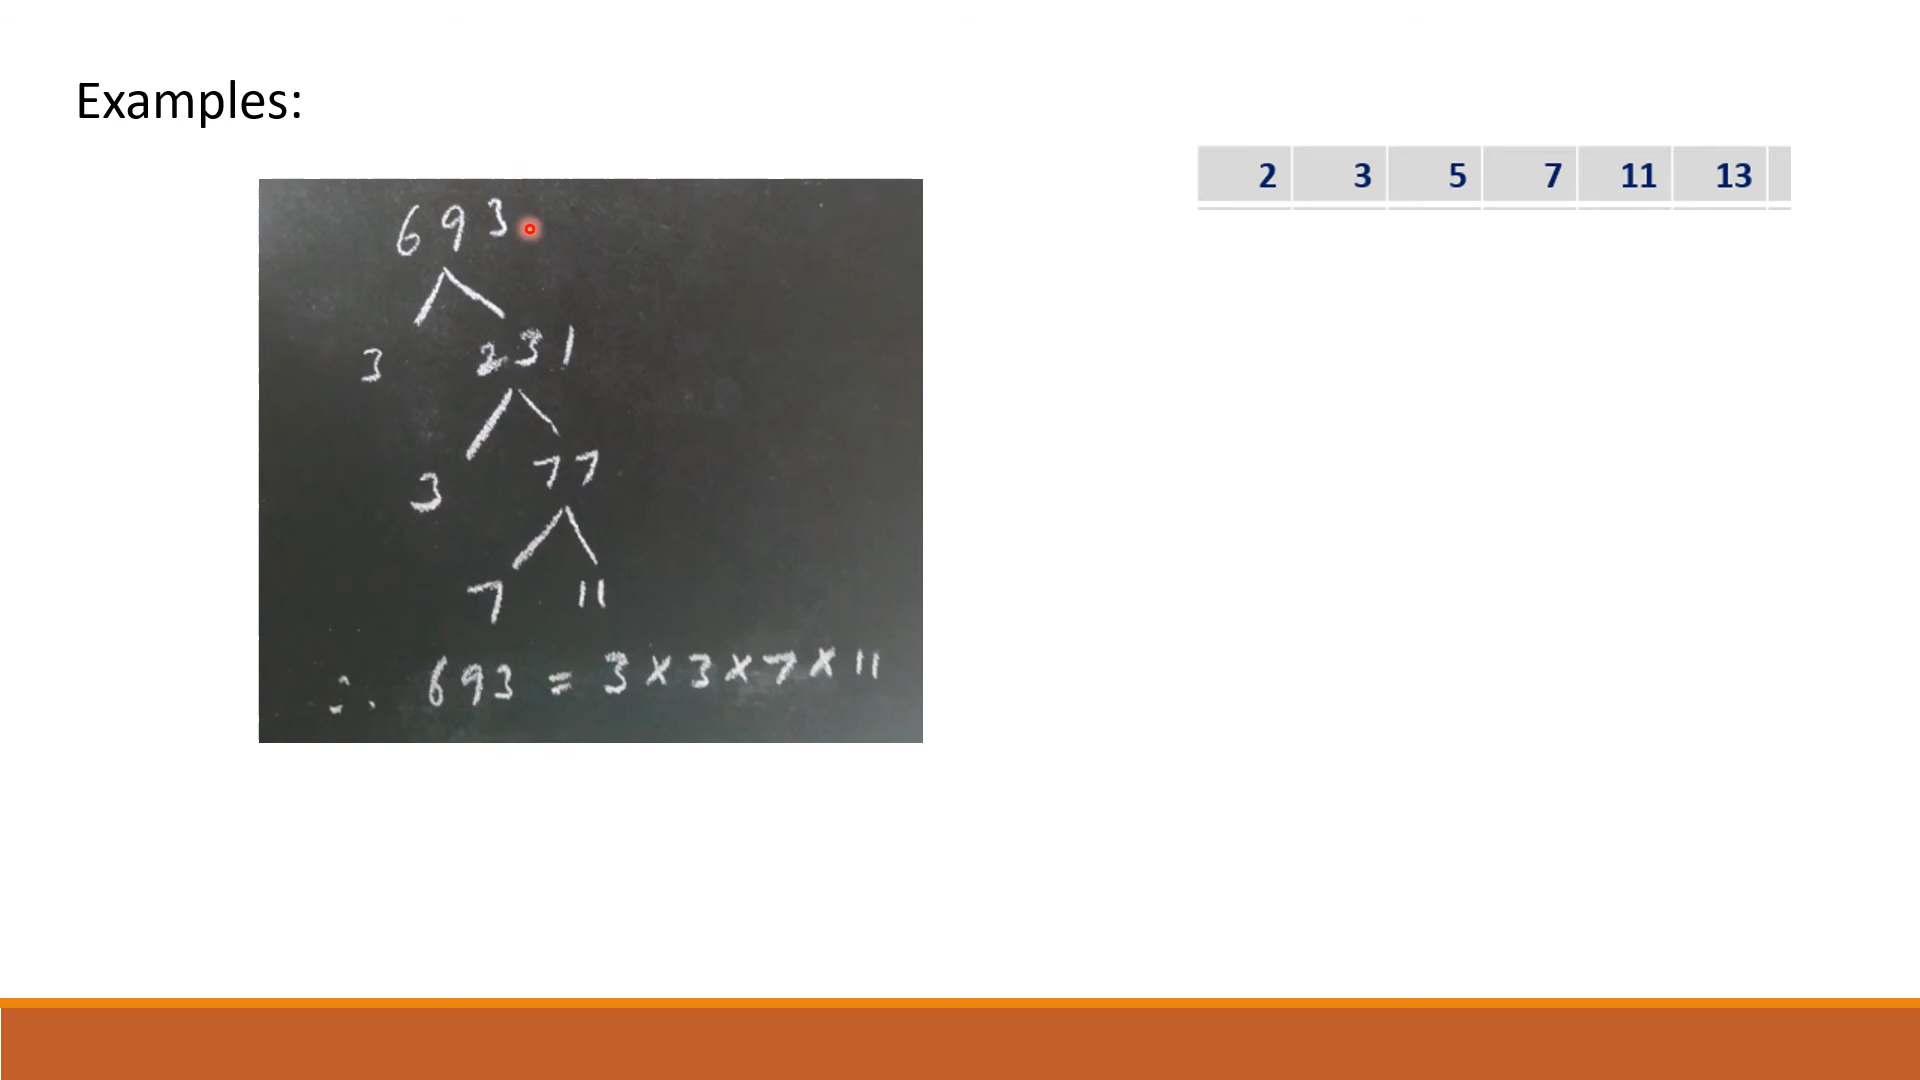 Examples:
2 3 5 7 11 13
693
3 231
3 77
7 11
∴ 693 = 3 × 3 × 7 × 11